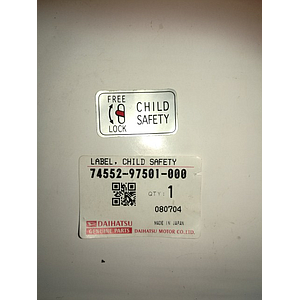 FREE
CHILD
SAFETY
LOCK
LABEL, CHILD SAFETY
74552-97501-000
QTY: 1
080704
MADE IN JAPAN
DAIHATSU
GENUINE PARTS
DAIHATSU MOTOR CO.,LTD.